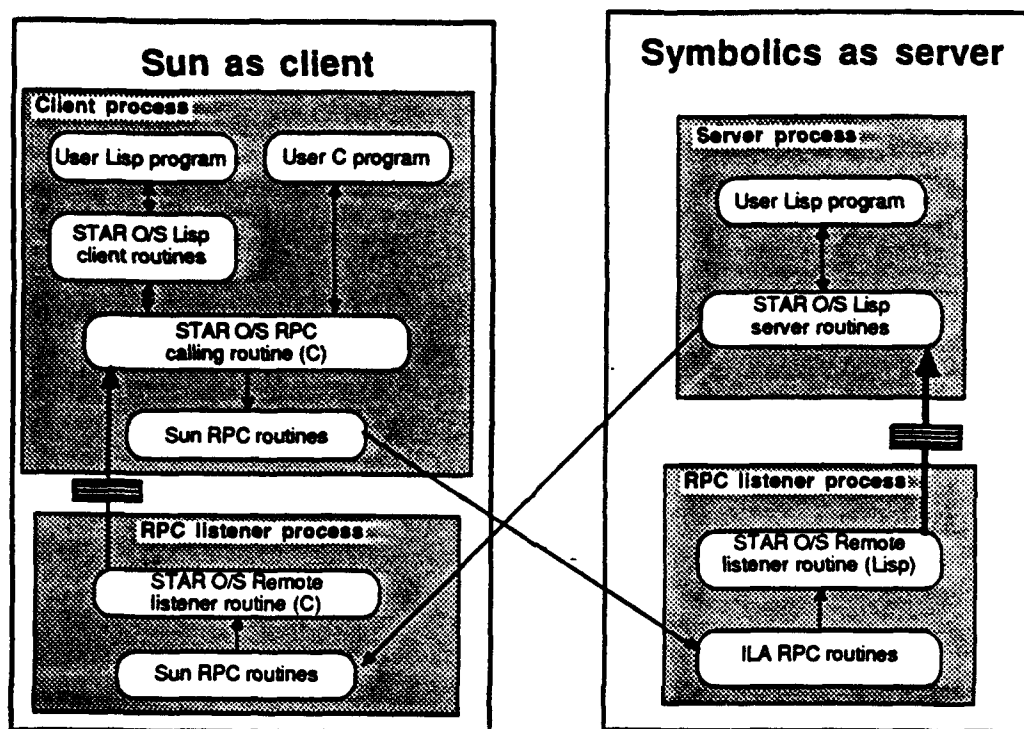 Sun as client
Client process
User Lisp program
User C program
STAR O/S Lisp
client routines
STAR O/S RPC
calling routine (C)
Sun RPC routines
RPC listener process
STAR O/S Remote
listener routine (C)
Sun RPC routines
Symbolics as server
Server process
User Lisp program
STAR O/S Lisp
server routines
RPC listener process
STAR O/S Remote
listener routine (Lisp)
ILA RPC routines